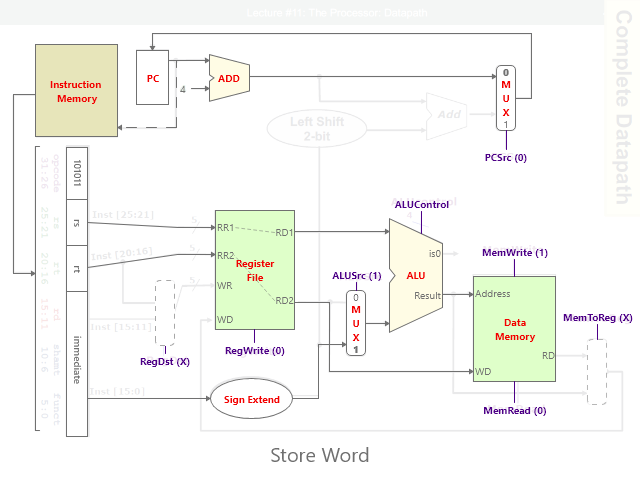 Lecture #11: The Processor: Datapath
Complete Datapath
Instruction
Memory
PC
4
ADD
Left Shift
2-bit
Add
0
M
U
X
1
PCSrc (0)
opcode
31:26
rs
25:21
rt
20:16
rd
15:11
shamt
10:6
funct
5:0
101011
rs
rt
immediate
Inst [25:21]
Inst [20:16]
Inst [15:11]
Inst [15:0]
5
5
5
RR1
RR2
WR
WD
Register
File
RD1
RD2
RegDst (X)
RegWrite (0)
Sign Extend
ALUSrc (1)
0
M
U
X
1
ALUControl
4
ALU
is0
Result
MemWrite (1)
Address
Data
Memory
RD
WD
MemRead (0)
MemToReg (X)
Store Word